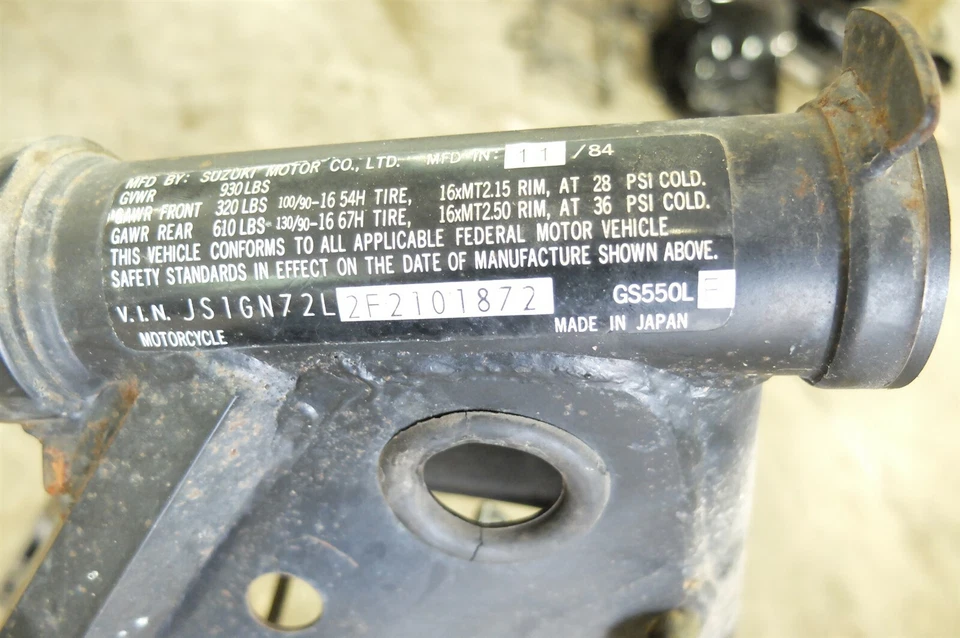 MFD BY: SUZUKI MOTOR CO., LTD. MFD IN: 11 /84
GVWR 930 LBS
GAWR FRONT 320 LBS 100/90-16 54H TIRE, 16xMT2.15 RIM, AT 28 PSI COLD.
GAWR REAR 610 LBS 130/90-16 67H TIRE, 16xMT2.50 RIM, AT 36 PSI COLD.
THIS VEHICLE CONFORMS TO ALL APPLICABLE FEDERAL MOTOR VEHICLE
SAFETY STANDARDS IN EFFECT ON THE DATE OF MANUFACTURE SHOWN ABOVE.
V.I.N. JS1GN72L2F2101872 GS550L F
MOTORCYCLE MADE IN JAPAN